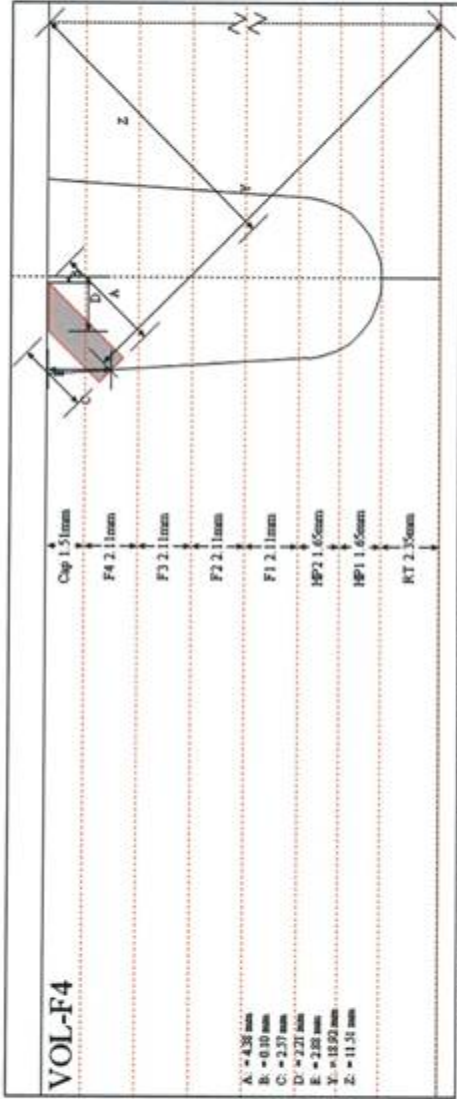 VOL-F4
Z
A
D
A
C
Cap 1.51mm
F4 2.11mm
F3 2.11mm
F2 2.11mm
F1 2.11mm
HP2 1.65mm
HP1 1.65mm
RT 2.35mm
A: = 4.38 mm
B: = 0.10 mm
C: = 2.57 mm
D: = 2.21 mm
E: = 2.88 mm
Y: = 18.92 mm
Z: = 11.51 mm